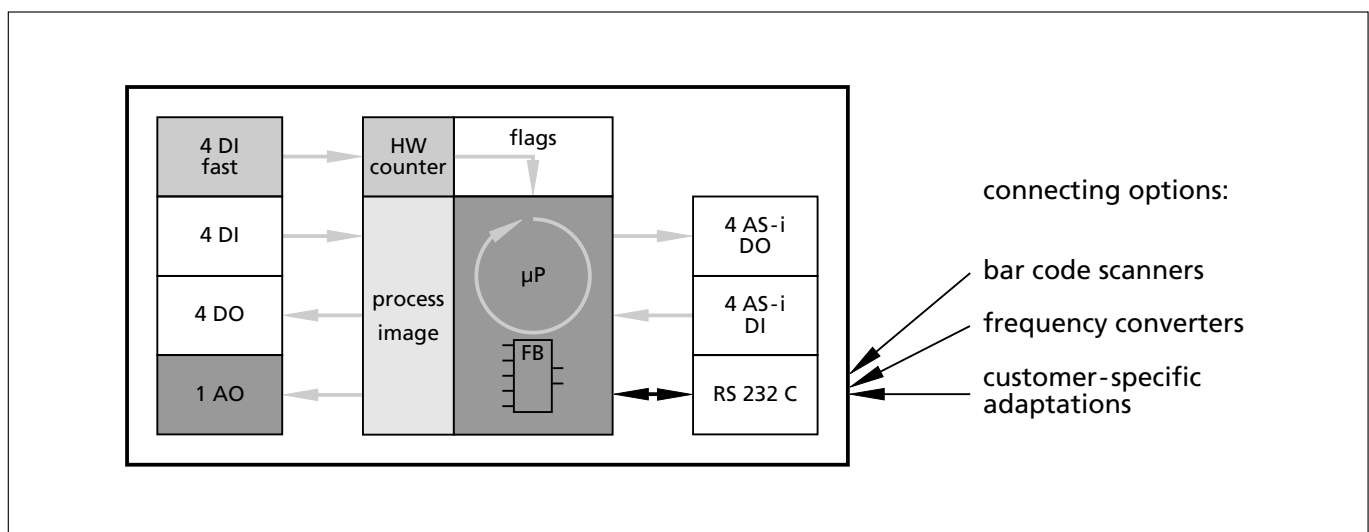 4 DI
fast
4 DI
4 DO
1 AO
HW
counter
process
image
flags
µP
FB
4 AS-i
DO
4 AS-i
DI
RS 232 C
connecting options:
bar code scanners
frequency converters
customer-specific
adaptations